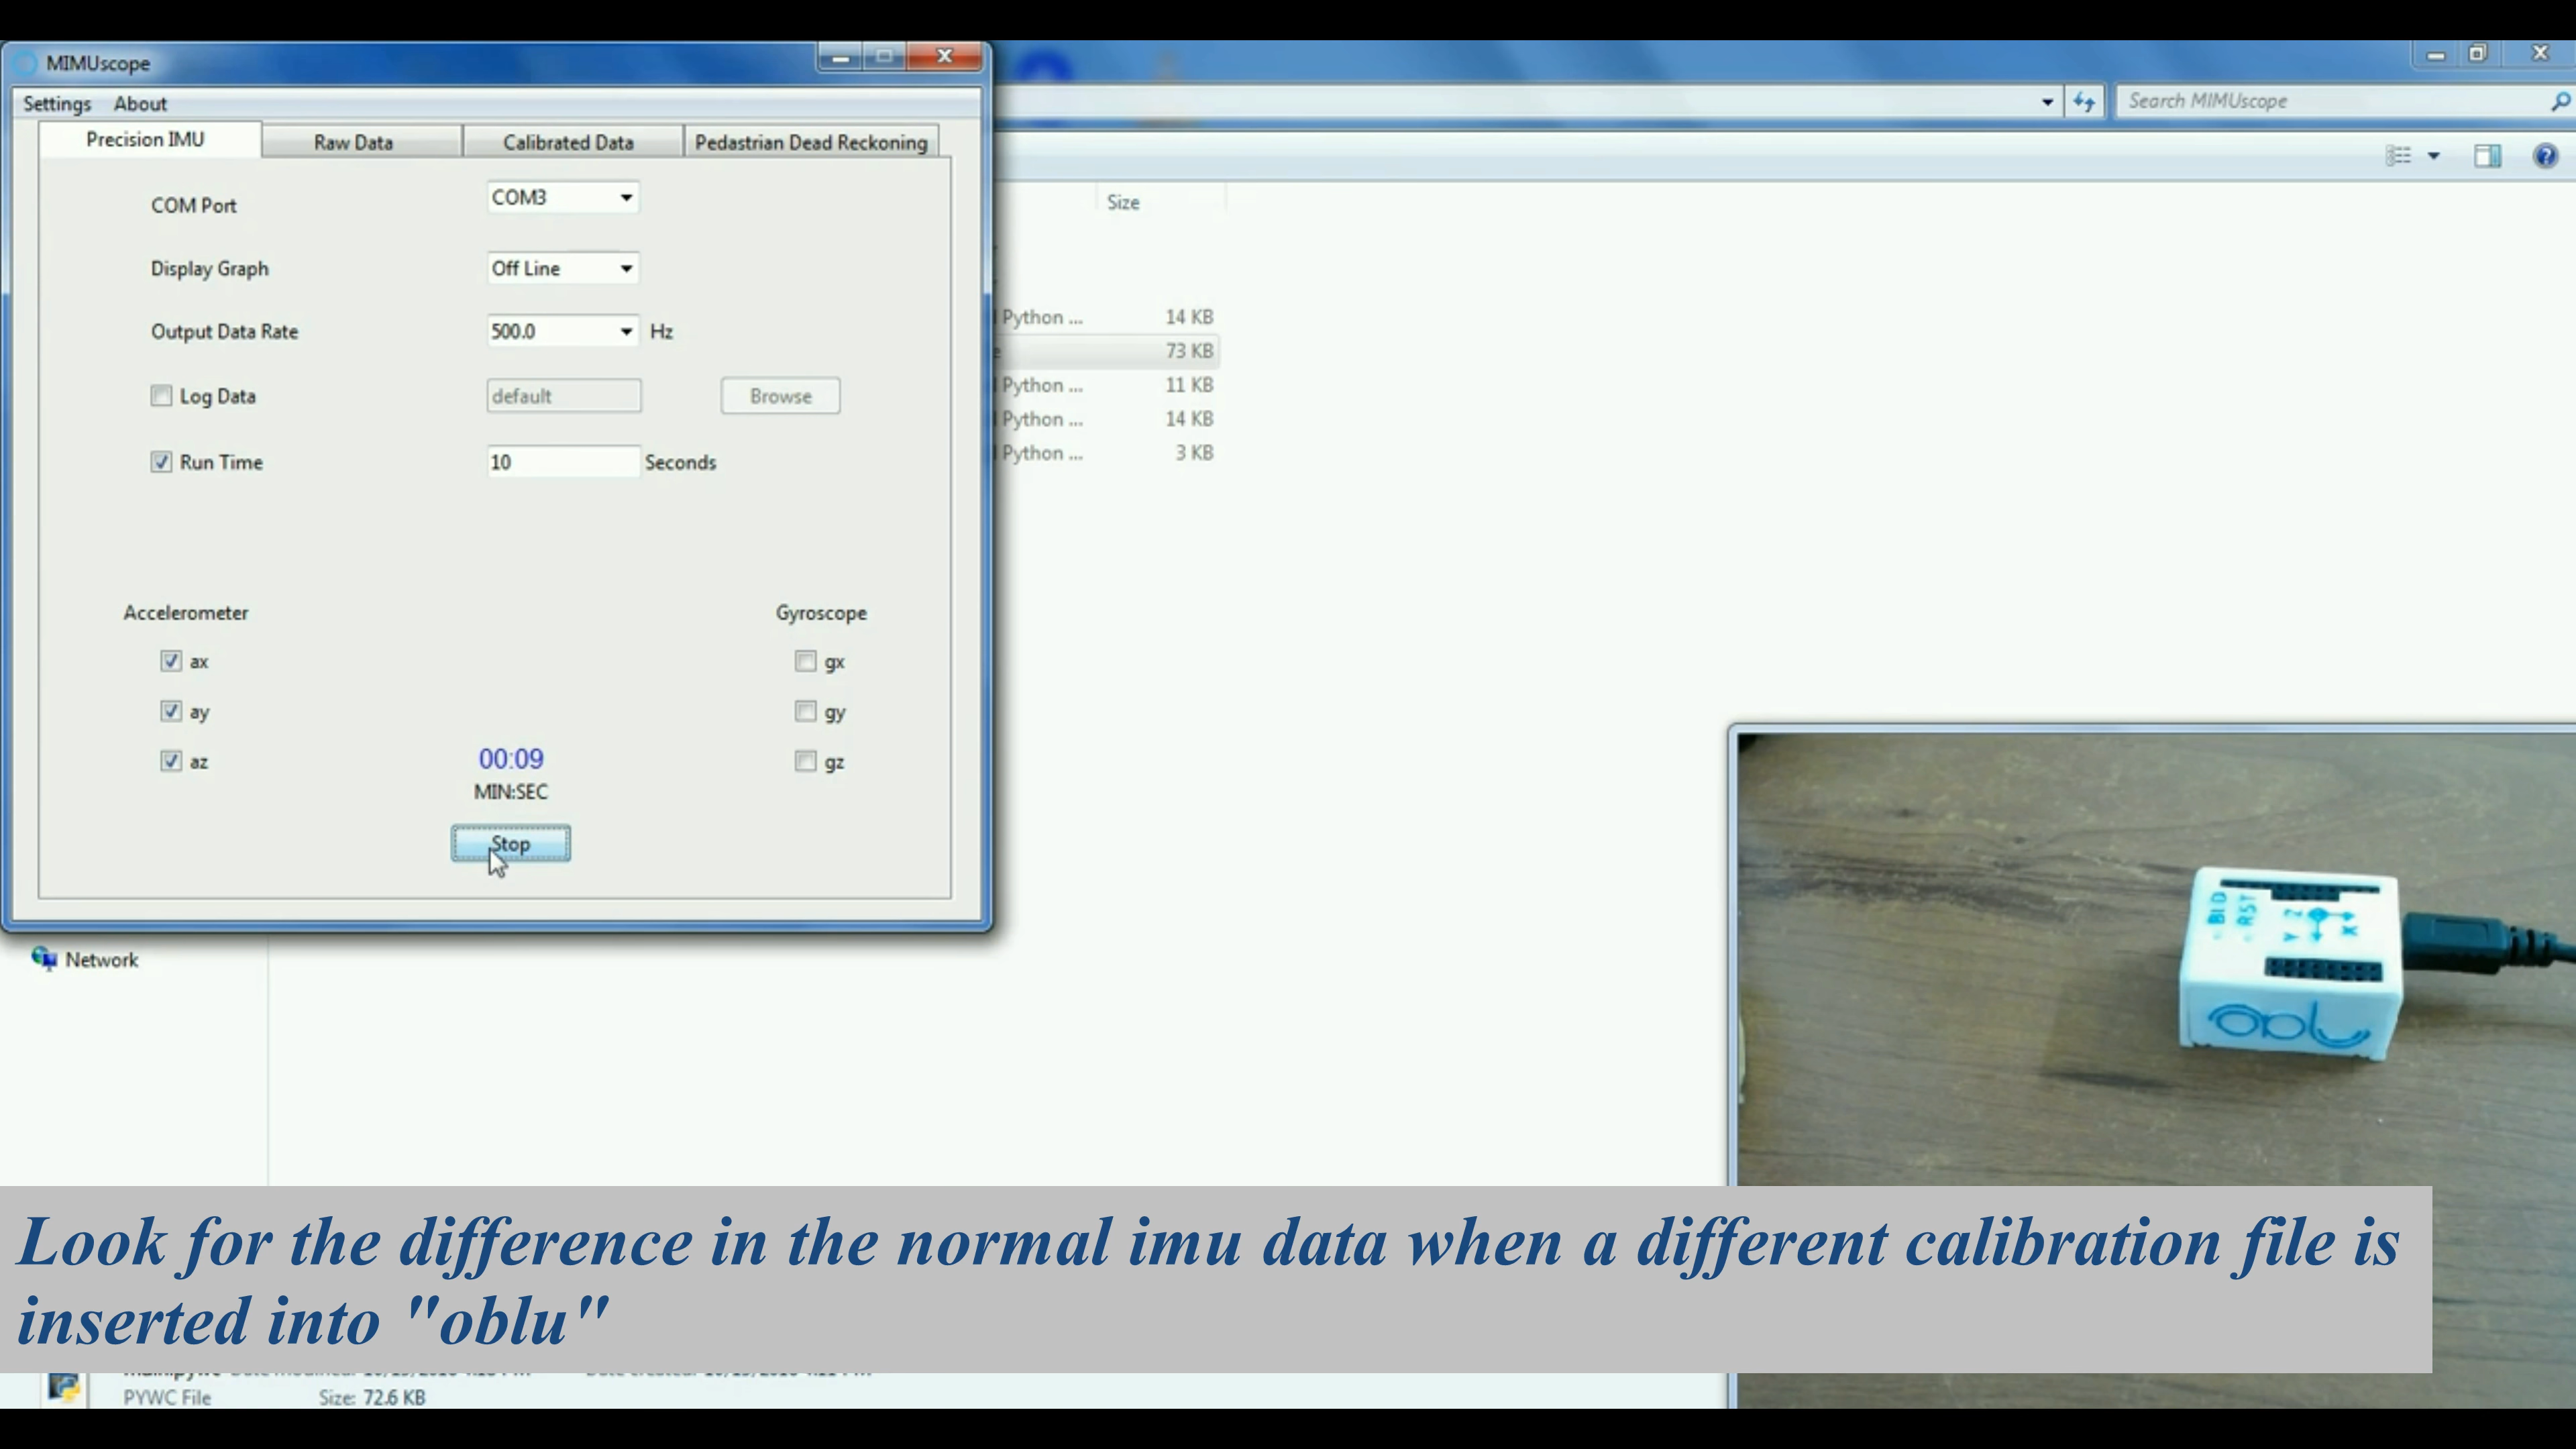 MIMUscope
Settings About
Search MIMUscope
Precision IMU Raw Data Calibrated Data Pedastrian Dead Reckoning
COM Port COM3
Size
Display Graph Off Line
Output Data Rate 500.0 Hz
Python ... 14 KB
e 73 KB
Log Data default Browse
Python ... 11 KB
Python ... 14 KB
Run Time 10 Seconds
Python ... 3 KB
Accelerometer Gyroscope
ax gx
ay gy
az gz
00:09
MIN:SEC
Stop
RST
Z
Y X
oblu
Network
Look for the difference in the normal imu data when a different calibration file is
inserted into "oblu"
PYWC File Size: 72.6 KB